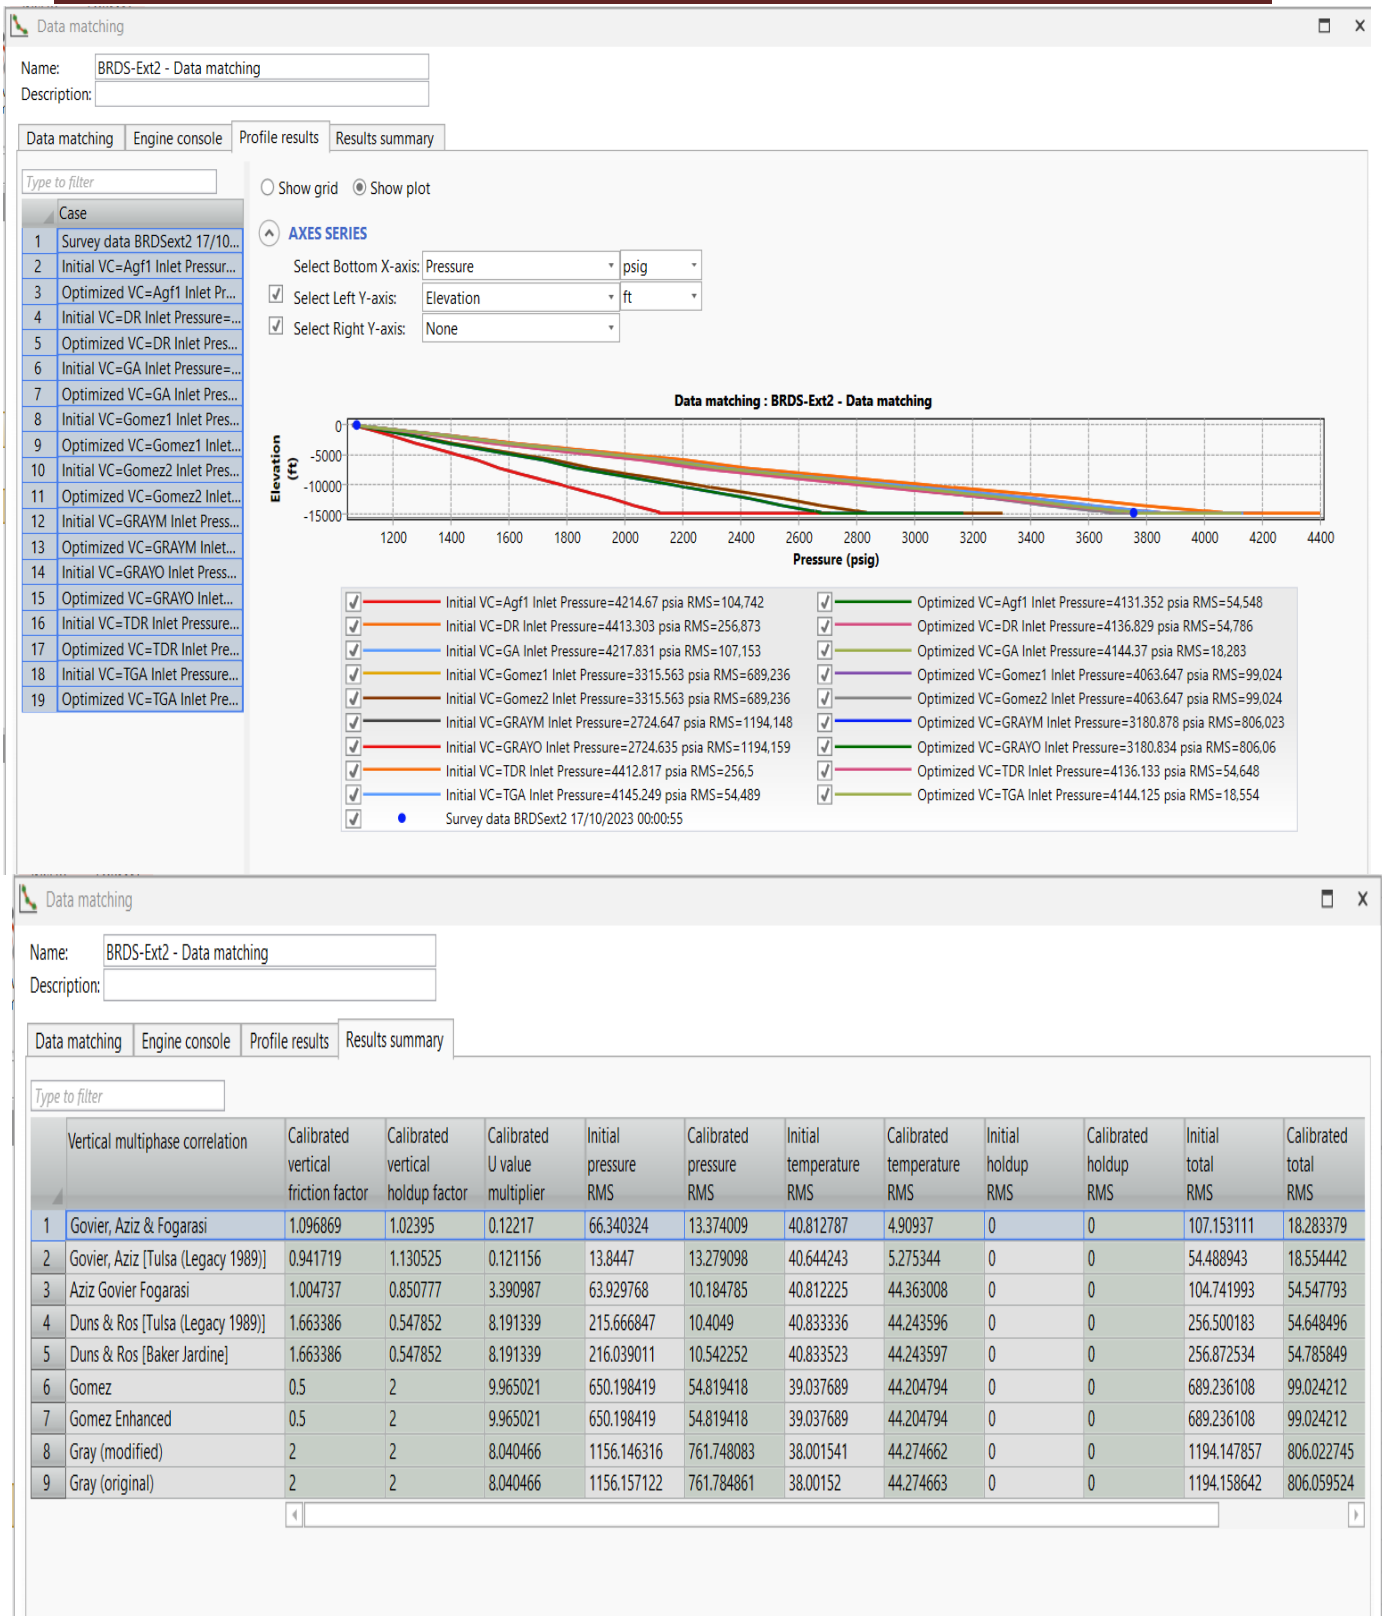 Data matching
Name: BRDS-Ext2 - Data matching
Description:
Data matching Engine console Profile results Results summary
Type to filter
Show grid Show plot
Case
1 Survey data BRDSext2 17/10...
2 Initial VC=Agf1 Inlet Pressur...
3 Optimized VC=Agf1 Inlet Pr...
4 Initial VC=DR Inlet Pressure=...
5 Optimized VC=DR Inlet Pres...
6 Initial VC=GA Inlet Pressure=...
7 Optimized VC=GA Inlet Pres...
8 Initial VC=Gomez1 Inlet Pres...
9 Optimized VC=Gomez1 Inlet...
10 Initial VC=Gomez2 Inlet Pres...
11 Optimized VC=Gomez2 Inlet...
12 Initial VC=GRAYM Inlet Press...
13 Optimized VC=GRAYM Inlet...
14 Initial VC=GRAYO Inlet Press...
15 Optimized VC=GRAYO Inlet...
16 Initial VC=TDR Inlet Pressure...
17 Optimized VC=TDR Inlet Pre...
18 Initial VC=TGA Inlet Pressure...
19 Optimized VC=TGA Inlet Pre...
AXES SERIES
Select Bottom X-axis: Pressure psig
Select Left Y-axis: Elevation ft
Select Right Y-axis: None
Data matching : BRDS-Ext2 - Data matching
Elevation
(ft)
0
-5000
-10000
-15000
1200 1400 1600 1800 2000 2200 2400 2600 2800 3000 3200 3400 3600 3800 4000 4200 4400
Pressure (psig)
Initial VC=Agf1 Inlet Pressure=4214.67 psia RMS=104,742 Optimized VC=Agf1 Inlet Pressure=4131.352 psia RMS=54,548
Initial VC=DR Inlet Pressure=4413.303 psia RMS=256,873 Optimized VC=DR Inlet Pressure=4136.829 psia RMS=54,786
Initial VC=GA Inlet Pressure=4217.831 psia RMS=107,153 Optimized VC=GA Inlet Pressure=4144.37 psia RMS=18,283
Initial VC=Gomez1 Inlet Pressure=3315.563 psia RMS=689,236 Optimized VC=Gomez1 Inlet Pressure=4063.647 psia RMS=99,024
Initial VC=Gomez2 Inlet Pressure=3315.563 psia RMS=689,236 Optimized VC=Gomez2 Inlet Pressure=4063.647 psia RMS=99,024
Initial VC=GRAYM Inlet Pressure=2724.647 psia RMS=1194,148 Optimized VC=GRAYM Inlet Pressure=3180.878 psia RMS=806,023
Initial VC=GRAYO Inlet Pressure=2724.635 psia RMS=1194,159 Optimized VC=GRAYO Inlet Pressure=3180.834 psia RMS=806,06
Initial VC=TDR Inlet Pressure=4412.817 psia RMS=256,5 Optimized VC=TDR Inlet Pressure=4136.133 psia RMS=54,648
Initial VC=TGA Inlet Pressure=4145.249 psia RMS=54,489 Optimized VC=TGA Inlet Pressure=4144.125 psia RMS=18,554
Survey data BRDSext2 17/10/2023 00:00:55
Data matching
Name: BRDS-Ext2 - Data matching
Description:
Data matching Engine console Profile results Results summary
Type to filter
Vertical multiphase correlation Calibrated Calibrated Calibrated Initial Calibrated Initial Calibrated Initial Calibrated Initial Calibrated
vertical vertical U value pressure pressure temperature temperature holdup holdup total total
friction factor holdup factor multiplier RMS RMS RMS RMS RMS RMS RMS RMS
1 Govier, Aziz & Fogarasi 1.096869 1.02395 0.12217 66.340324 13.374009 40.812787 4.90937 0 0 107.153111 18.283379
2 Govier, Aziz [Tulsa (Legacy 1989)] 0.941719 1.130525 0.121156 13.8447 13.279098 40.644243 5.275344 0 0 54.488943 18.554442
3 Aziz Govier Fogarasi 1.004737 0.850777 3.390987 63.929768 10.184785 40.812225 44.363008 0 0 104.741993 54.547793
4 Duns & Ros [Tulsa (Legacy 1989)] 1.663386 0.547852 8.191339 215.666847 10.4049 40.833336 44.243596 0 0 256.500183 54.648496
5 Duns & Ros [Baker Jardine] 1.663386 0.547852 8.191339 216.039011 10.542252 40.833523 44.243597 0 0 256.872534 54.785849
6 Gomez 0.5 2 9.965021 650.198419 54.819418 39.037689 44.204794 0 0 689.236108 99.024212
7 Gomez Enhanced 0.5 2 9.965021 650.198419 54.819418 39.037689 44.204794 0 0 689.236108 99.024212
8 Gray (modified) 2 2 8.040466 1156.146316 761.748083 38.001541 44.274662 0 0 1194.147857 806.022745
9 Gray (original) 2 2 8.040466 1156.157122 761.784861 38.00152 44.274663 0 0 1194.158642 806.059524